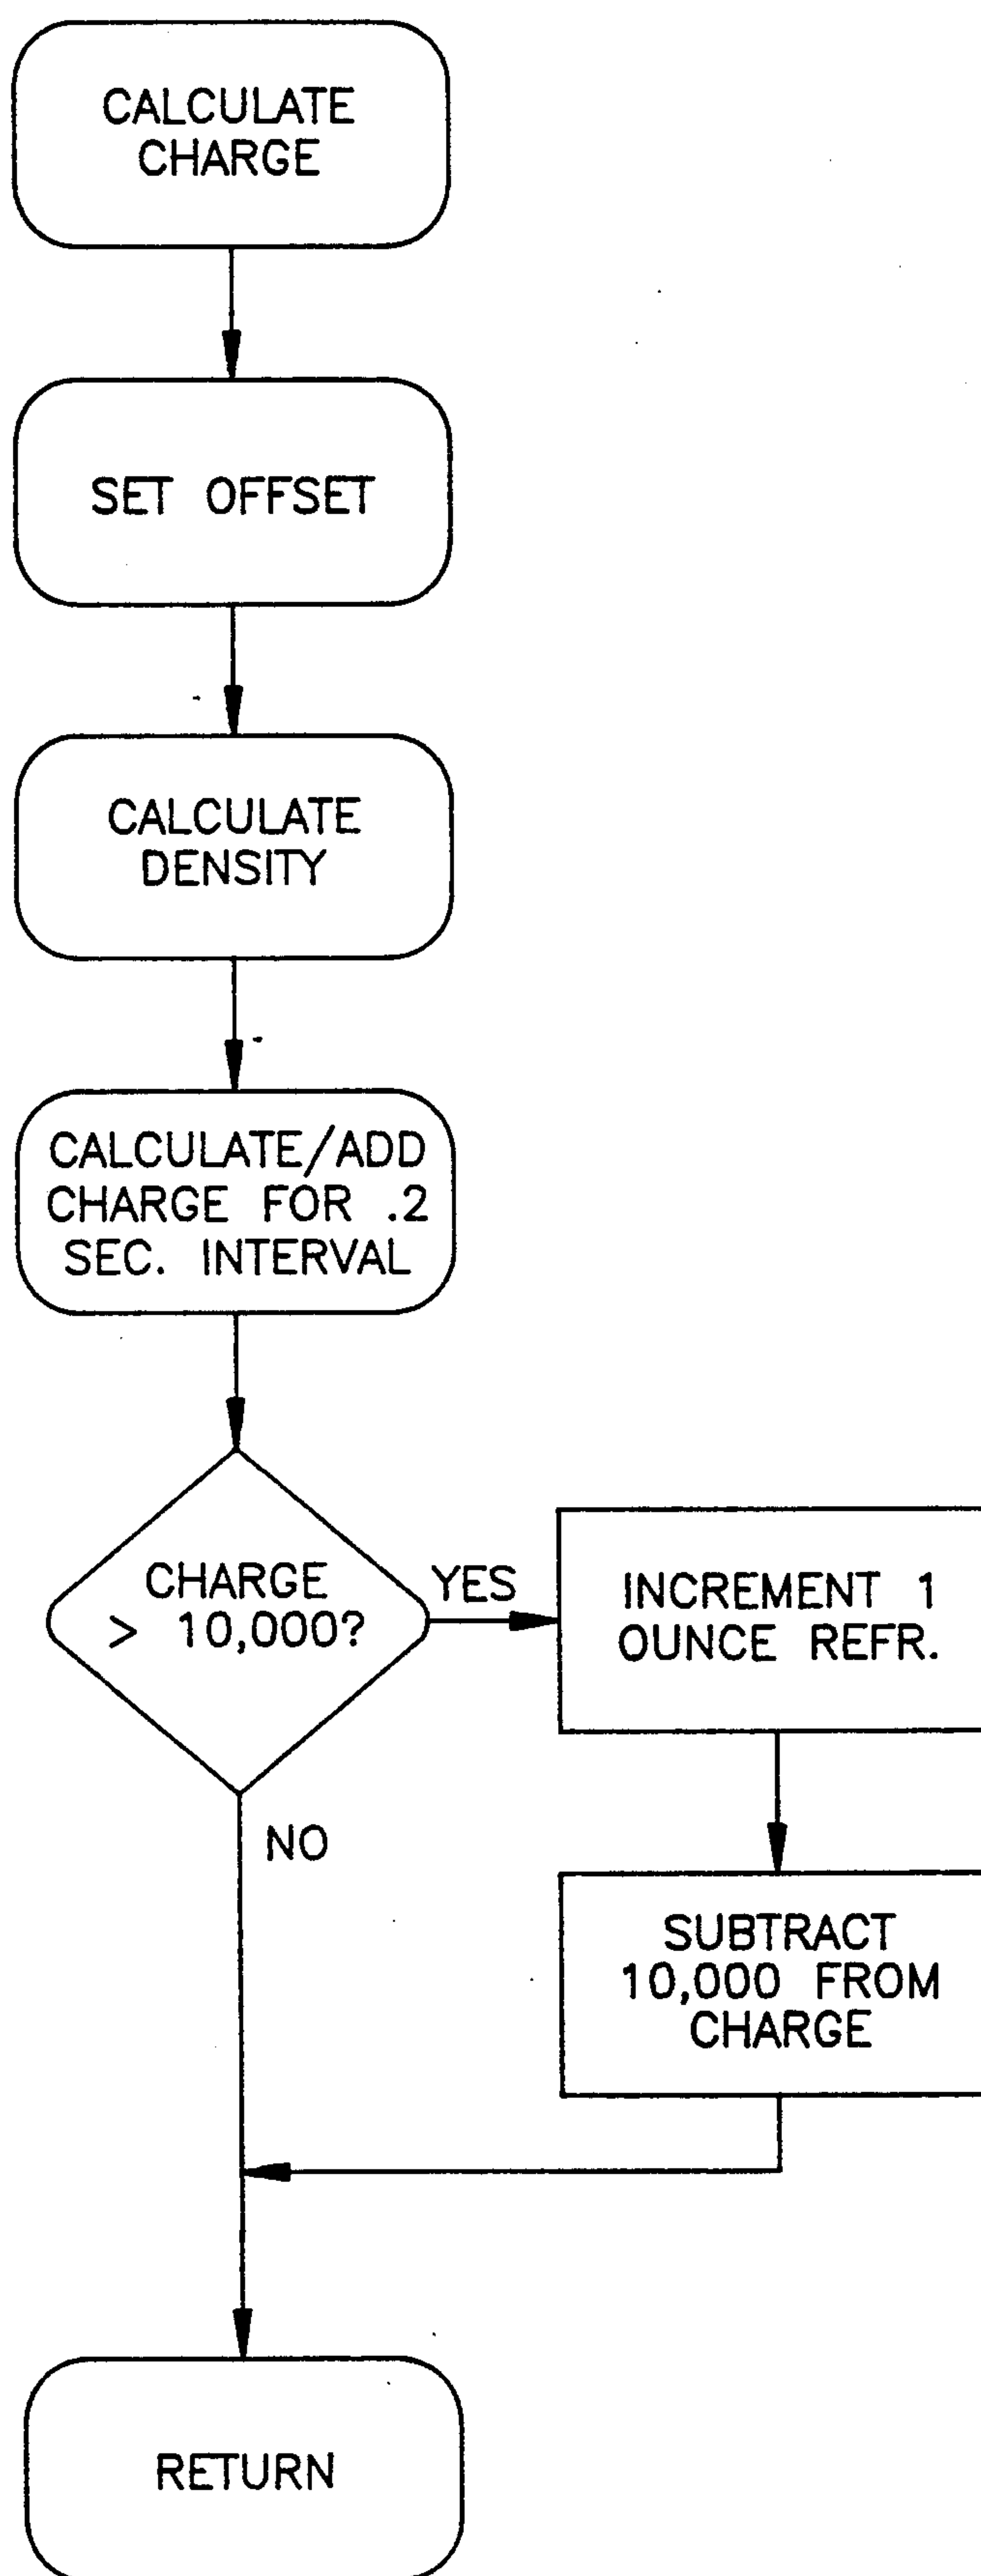 CALCULATE
CHARGE
SET OFFSET
CALCULATE
DENSITY
CALCULATE/ADD
CHARGE FOR .2
SEC. INTERVAL
CHARGE
> 10,000?
YES
INCREMENT 1
OUNCE REFR.
NO
SUBTRACT
10,000 FROM
CHARGE
RETURN